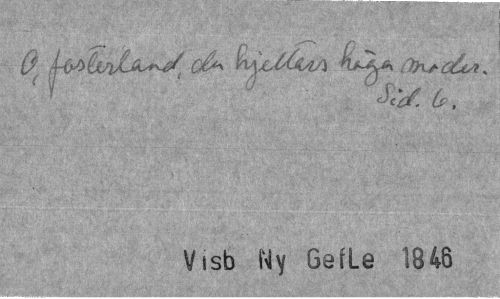 O, fosterland, du hjeltars höga moder.
Sid. 6.
Visb Ny Gefle 1846